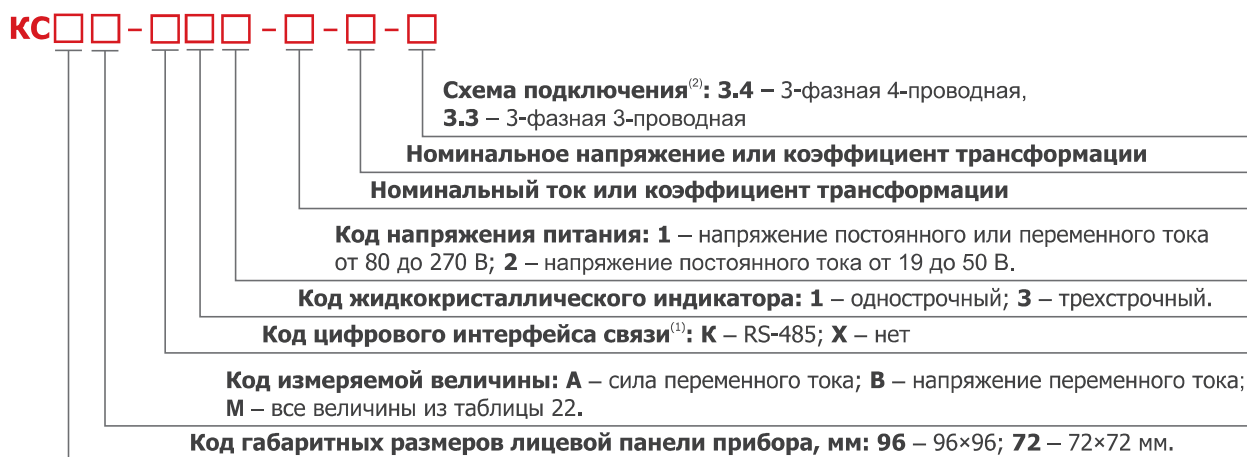 КС□□-□□□-□-□-□
Схема подключения⁽²⁾: 3.4 – 3-фазная 4-проводная,
3.3 – 3-фазная 3-проводная
Номинальное напряжение или коэффициент трансформации
Номинальный ток или коэффициент трансформации
Код напряжения питания: 1 – напряжение постоянного или переменного тока
от 80 до 270 В; 2 – напряжение постоянного тока от 19 до 50 В.
Код жидкокристаллического индикатора: 1 – однострочный; 3 – трехстрочный.
Код цифрового интерфейса связи⁽¹⁾: К – RS-485; Х – нет
Код измеряемой величины: А – сила переменного тока; В – напряжение переменного тока;
М – все величины из таблицы 22.
Код габаритных размеров лицевой панели прибора, мм: 96 – 96×96; 72 – 72×72 мм.